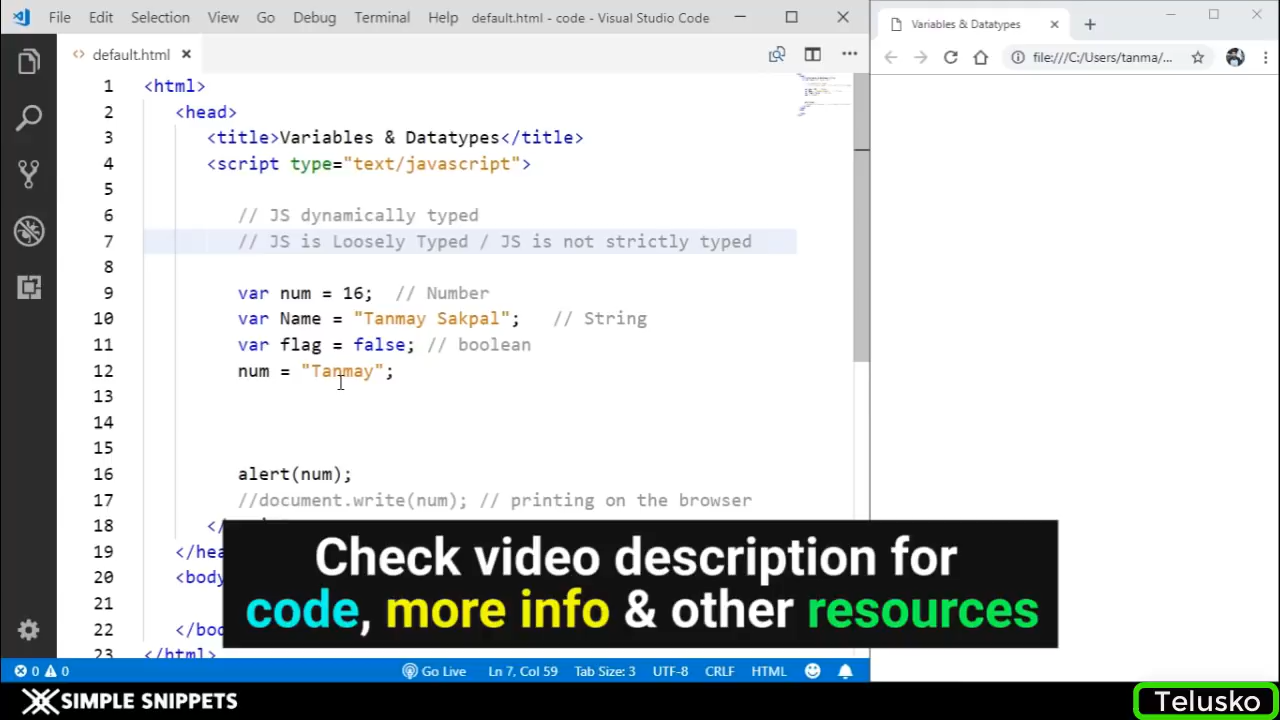 File Edit Selection View Go Debug Terminal Help default.html - code - Visual Studio Code
Variables & Datatypes
default.html
file:///C:/Users/tanma/...
1 <html>
2 <head>
3 <title>Variables & Datatypes</title>
4 <script type="text/javascript">
5
6 // JS dynamically typed
7 // JS is Loosely Typed / JS is not strictly typed
8
9 var num = 16; // Number
10 var Name = "Tanmay Sakpal"; // String
11 var flag = false; // boolean
12 num = "Tanmay";
13
14
15
16 alert(num);
17 //document.write(num); // printing on the browser
18 </
19 </hea
20 <body
21
22 </bo
23 </html>
Check video description for
code, more info & other resources
0 0 Go Live Ln 7, Col 59 Tab Size: 3 UTF-8 CRLF HTML
SIMPLE SNIPPETS
Telusko